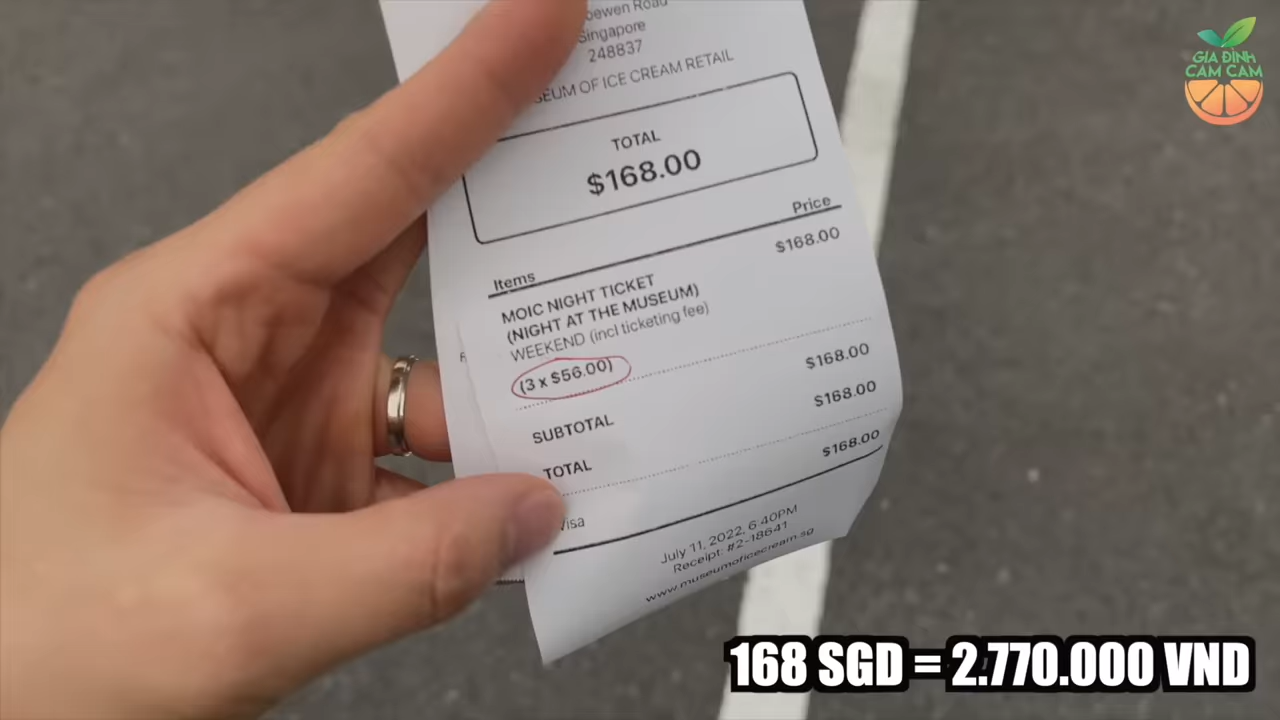 Singapore
248837
OF ICE CREAM RETAIL
TOTAL
$168.00
Items Price
MOIC NIGHT TICKET $168.00
(NIGHT AT THE MUSEUM)
WEEKEND (incl ticketing fee)
(3 x $56.00)
SUBTOTAL $168.00
TOTAL $168.00
Visa $168.00
July 11, 2022, 6:40PM
Receipt: #2-18641
www.museumoficecream.sg
GIA ĐÌNH
CAM CAM
168 SGD = 2.770.000 VND